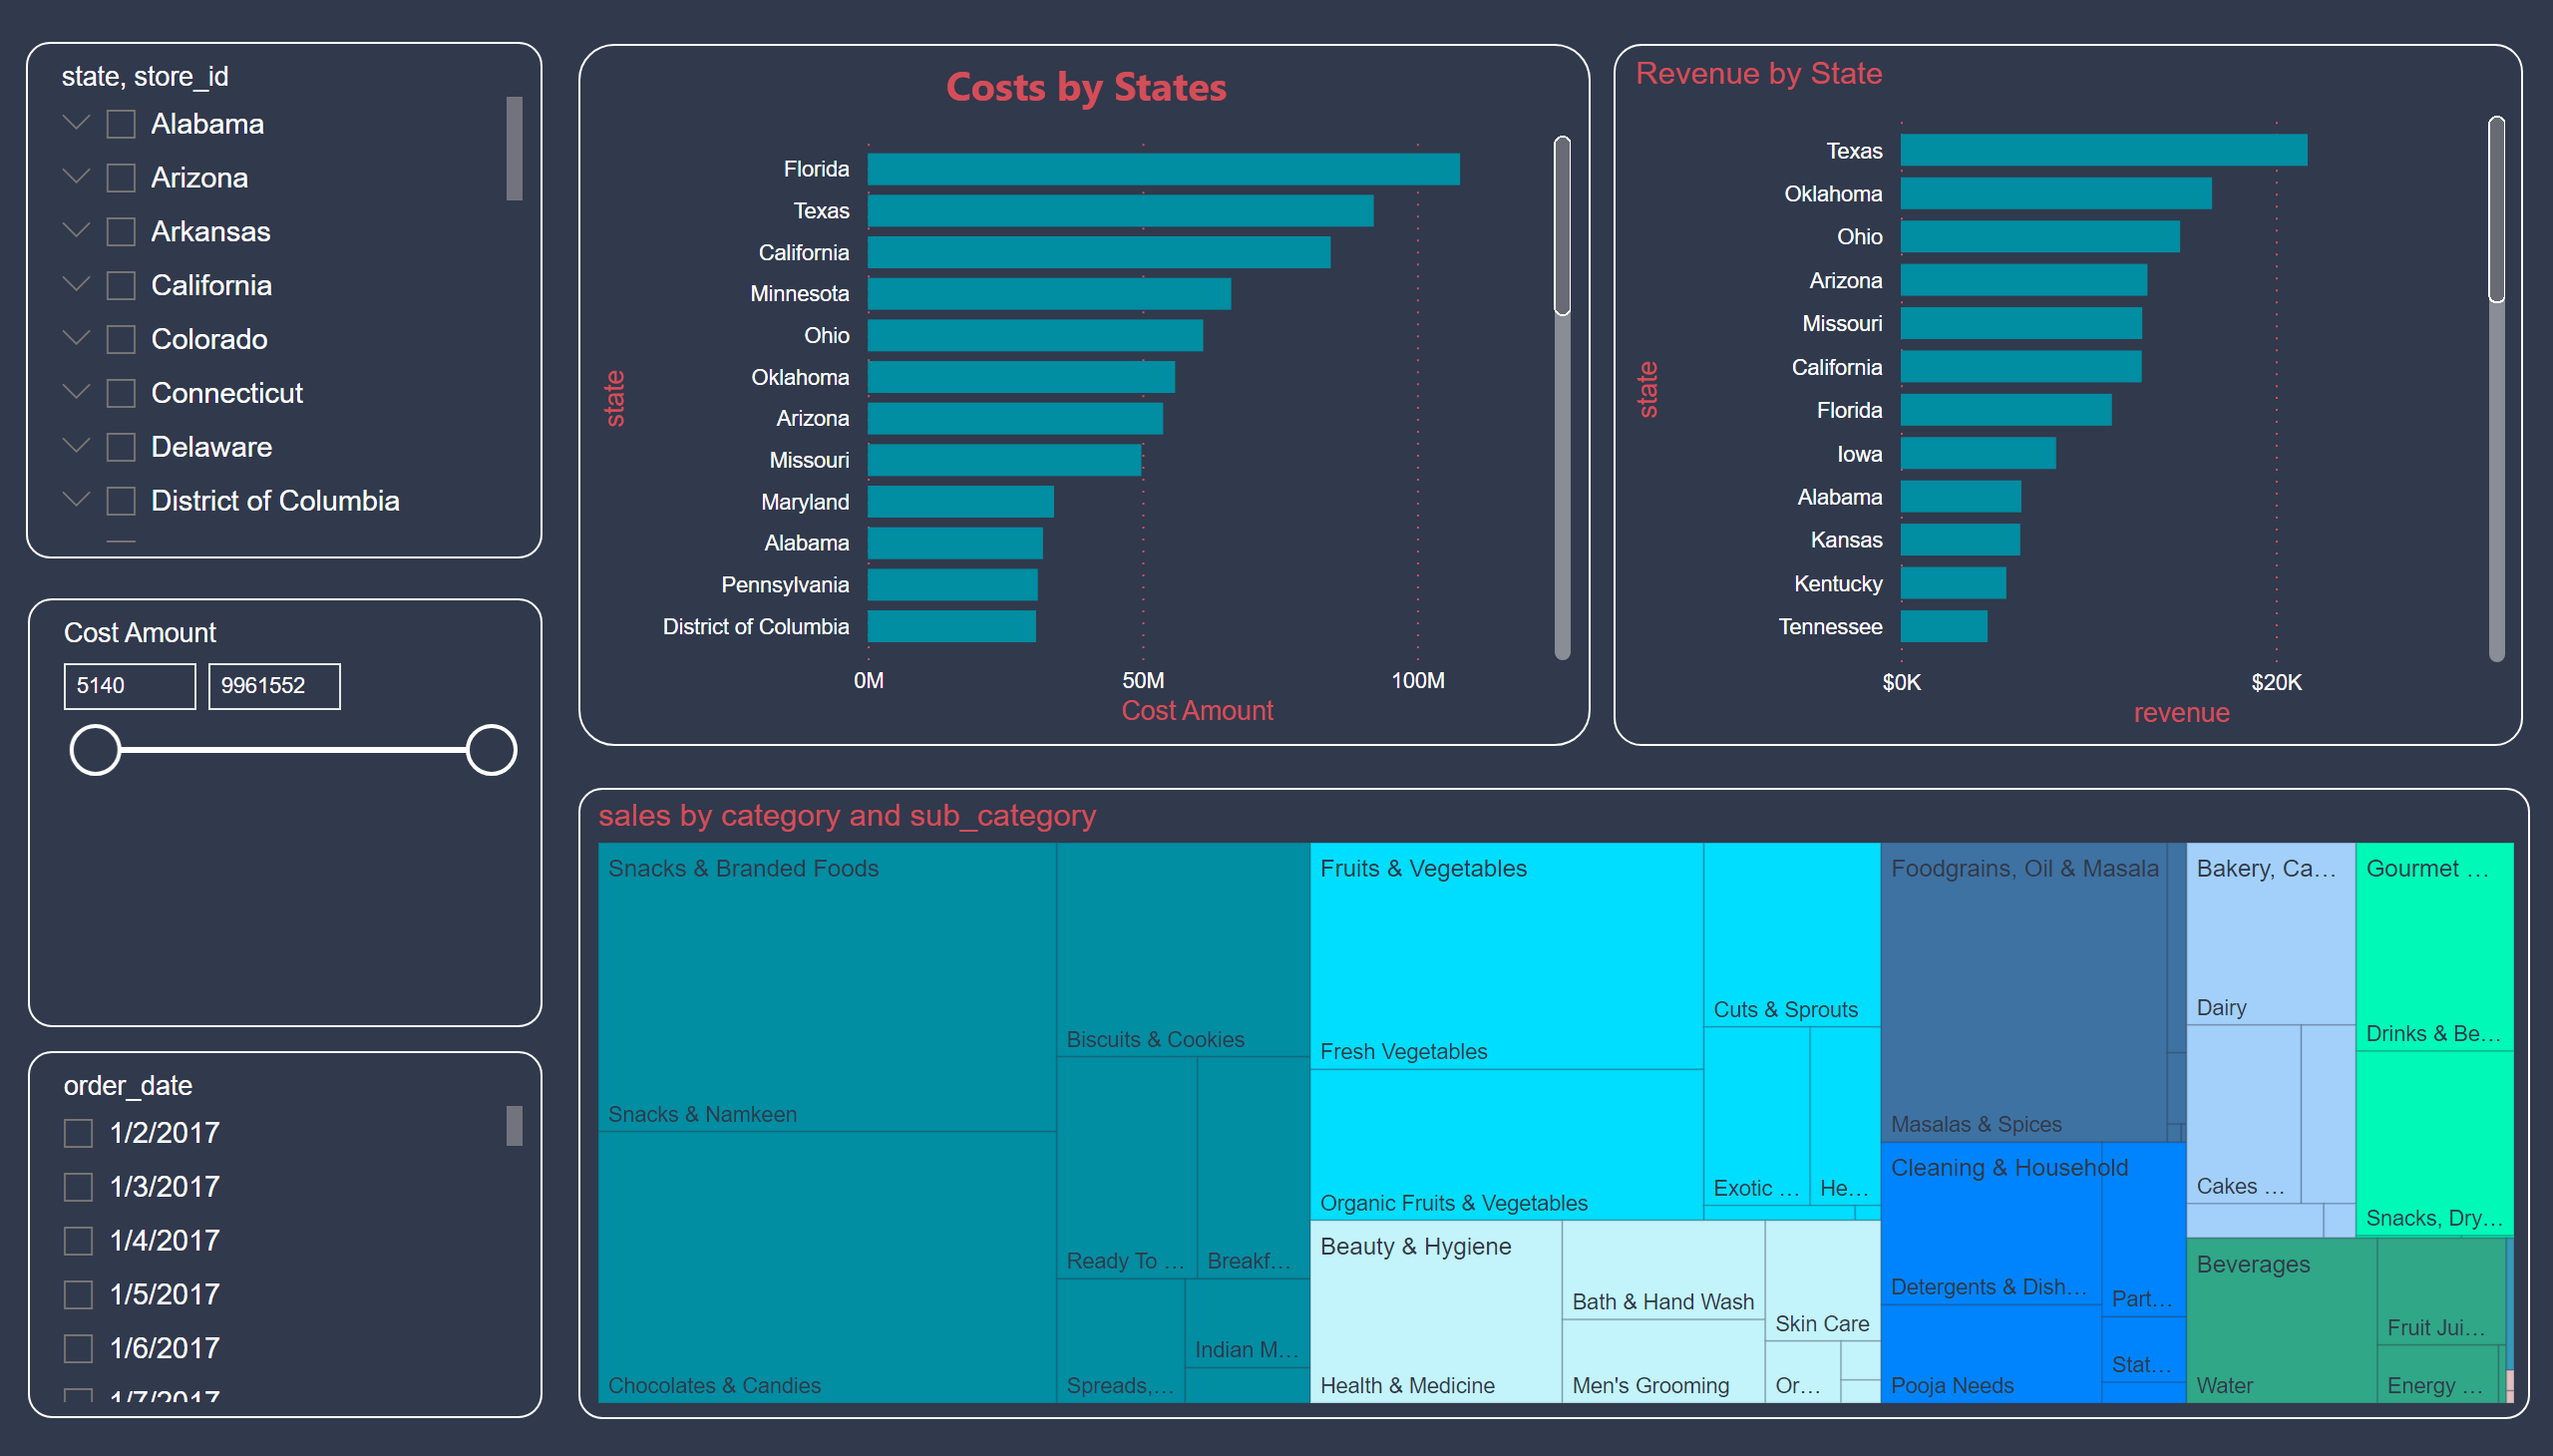 state, store_id
Alabama
Arizona
Arkansas
California
Colorado
Connecticut
Delaware
District of Columbia
Cost Amount
5140 9961552
order_date
1/2/2017
1/3/2017
1/4/2017
1/5/2017
1/6/2017
1/7/2017
Costs by States
state
Florida
Texas
California
Minnesota
Ohio
Oklahoma
Arizona
Missouri
Maryland
Alabama
Pennsylvania
District of Columbia
0M 50M 100M
Cost Amount
Revenue by State
state
Texas
Oklahoma
Ohio
Arizona
Missouri
California
Florida
Iowa
Alabama
Kansas
Kentucky
Tennessee
$0K $20K
revenue
sales by category and sub_category
Snacks & Branded Foods
Snacks & Namkeen
Chocolates & Candies
Biscuits & Cookies
Ready To ...
Breakf...
Spreads,...
Indian M...
Fruits & Vegetables
Fresh Vegetables
Organic Fruits & Vegetables
Cuts & Sprouts
Exotic ...
He...
Beauty & Hygiene
Health & Medicine
Bath & Hand Wash
Men's Grooming
Skin Care
Or...
Foodgrains, Oil & Masala
Masalas & Spices
Cleaning & Household
Detergents & Dish...
Pooja Needs
Part...
Stat...
Bakery, Ca...
Dairy
Cakes ...
Gourmet ...
Drinks & Be...
Snacks, Dry...
Beverages
Water
Fruit Jui...
Energy ...